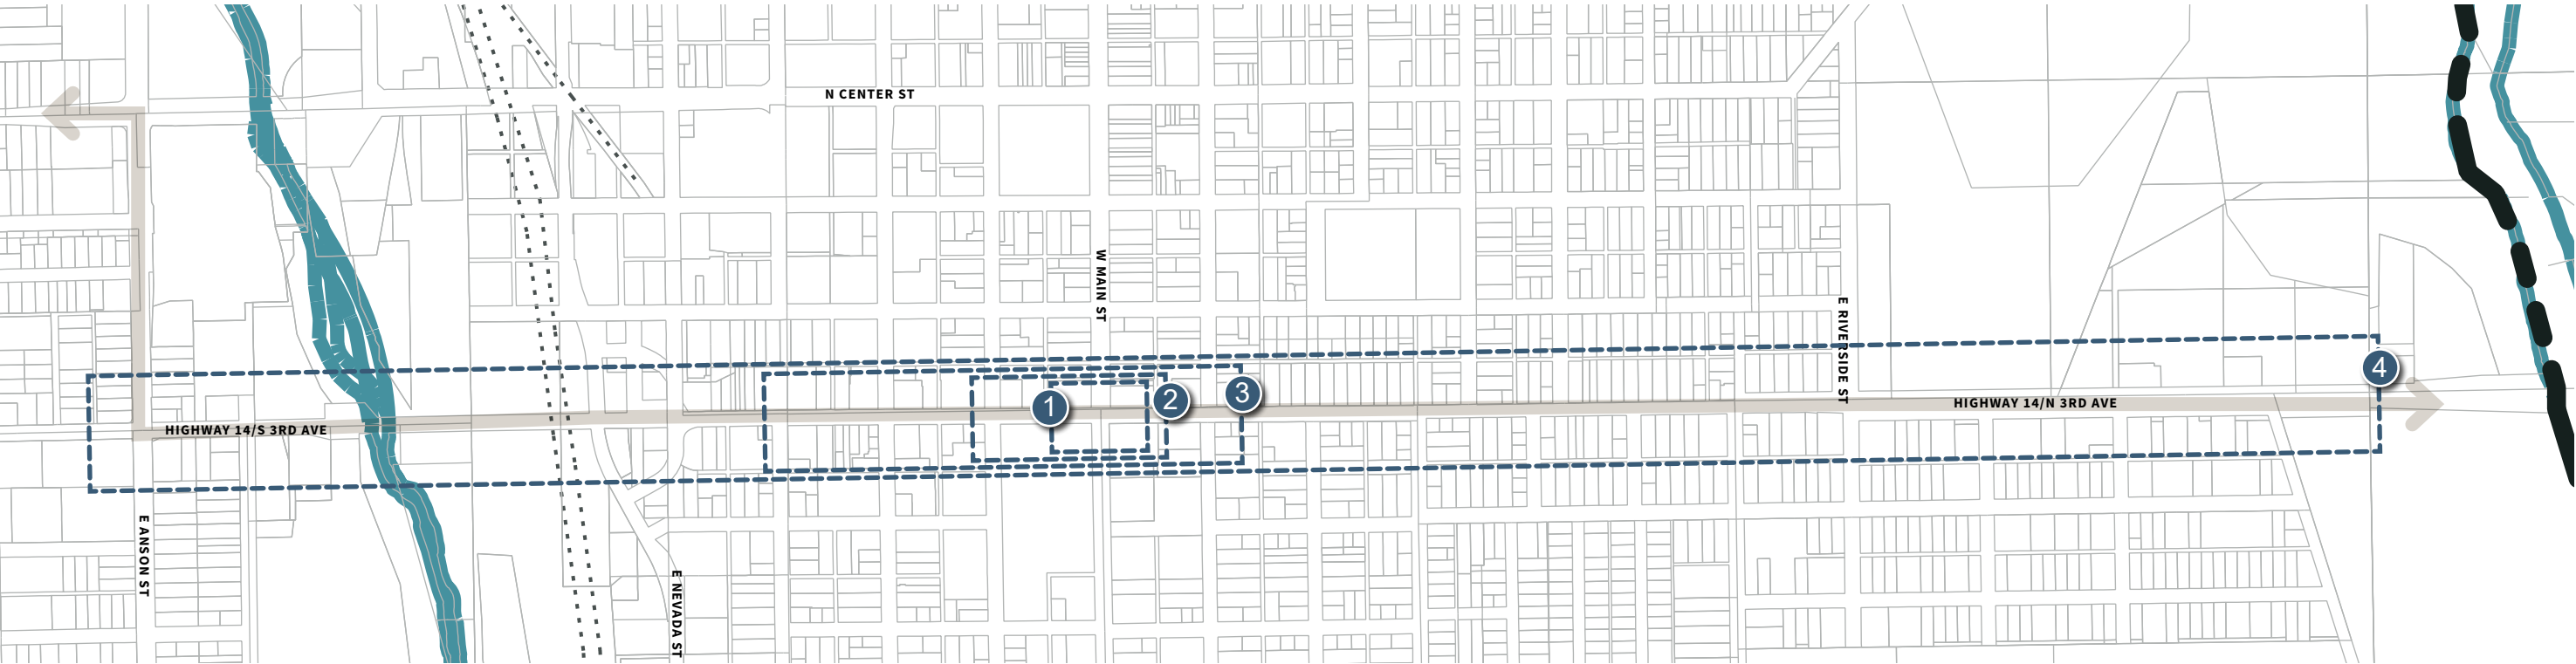 N CENTER ST
W MAIN ST
E RIVERSIDE ST
4
3
2
1
HIGHWAY 14/N 3RD AVE
HIGHWAY 14/S 3RD AVE
E ANSON ST
E NEVADA ST